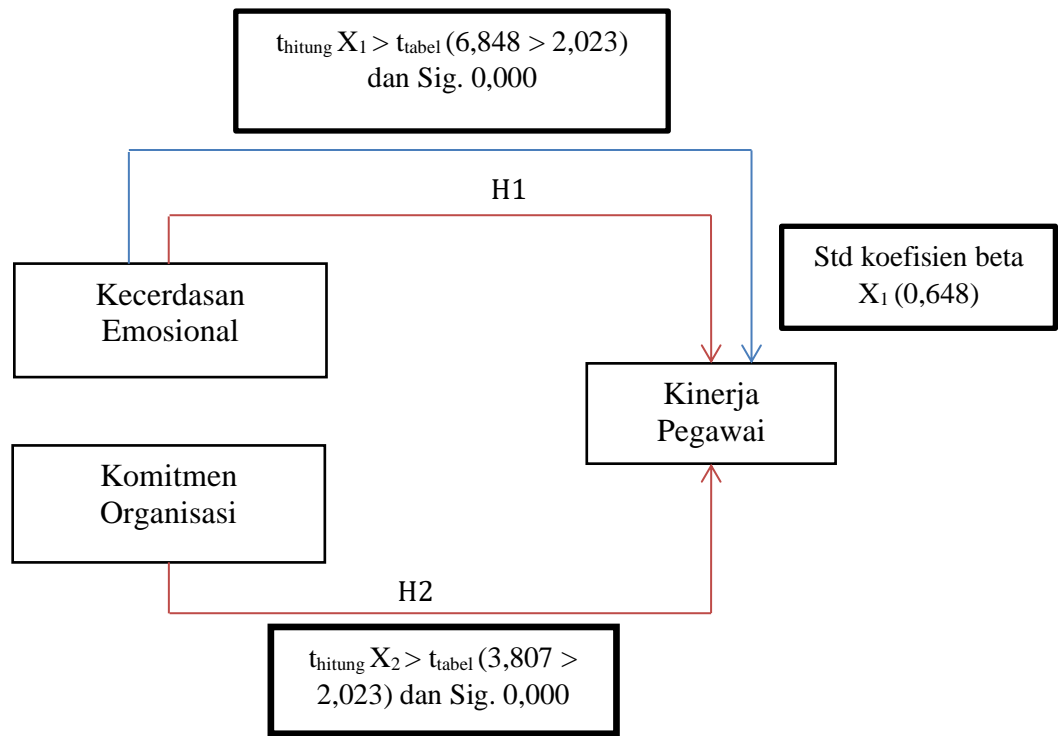 thitung X1 > ttabel (6,848 > 2,023)
dan Sig. 0,000
H1
Std koefisien beta
X1 (0,648)
Kecerdasan
Emosional
Kinerja
Pegawai
Komitmen
Organisasi
H2
thitung X2 > ttabel (3,807 >
2,023) dan Sig. 0,000